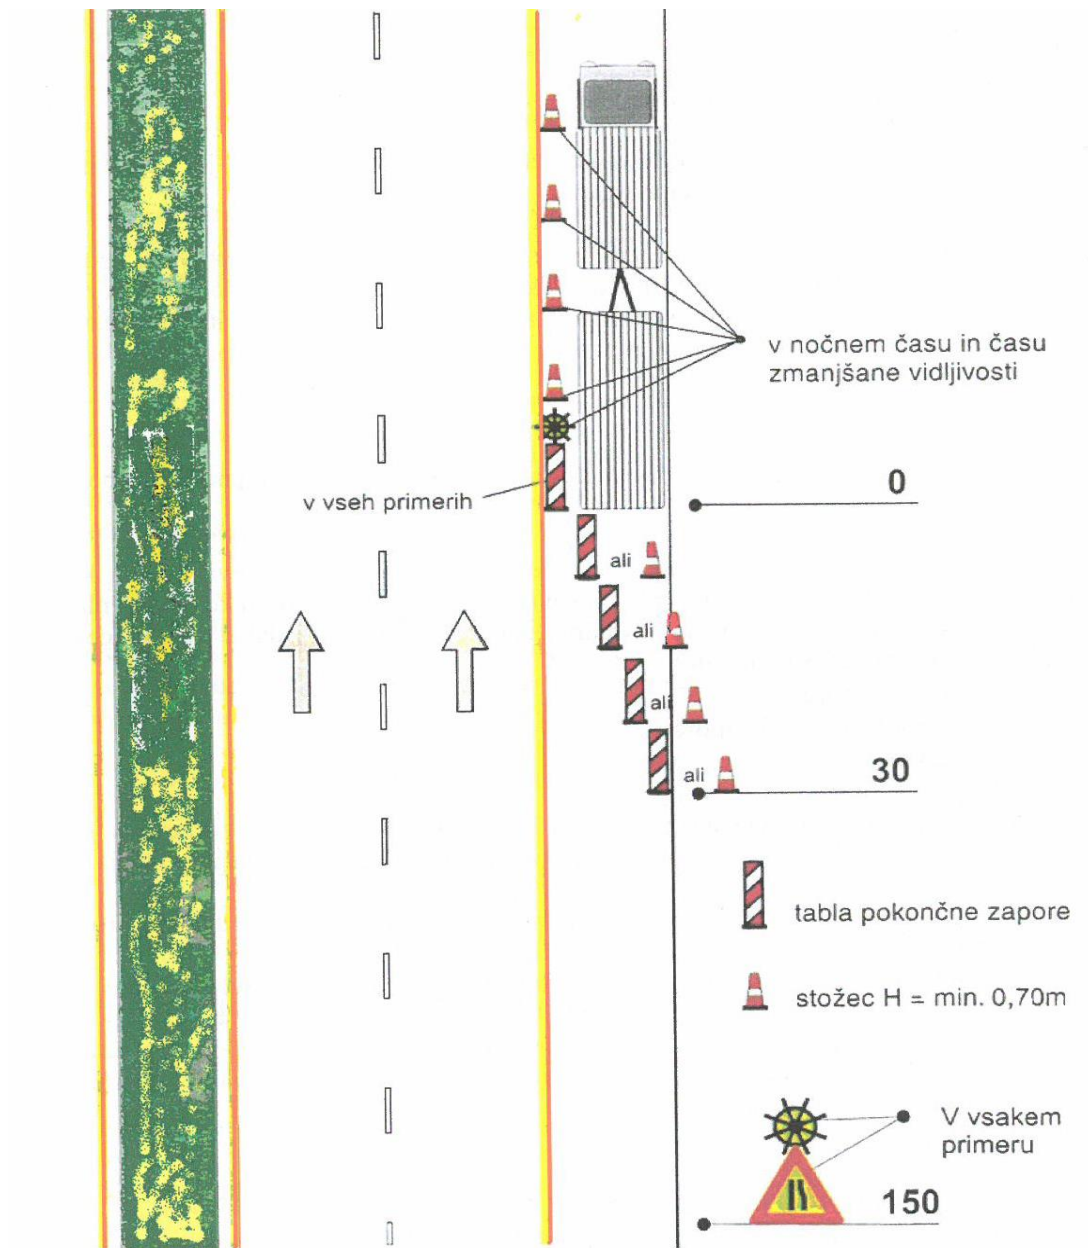 v nočnem času in času
zmanjšane vidljivosti
v vseh primerih
0
ali
ali
ali
ali
30
tabla pokončne zapore
stožec H = min. 0,70m
V vsakem
primeru
150